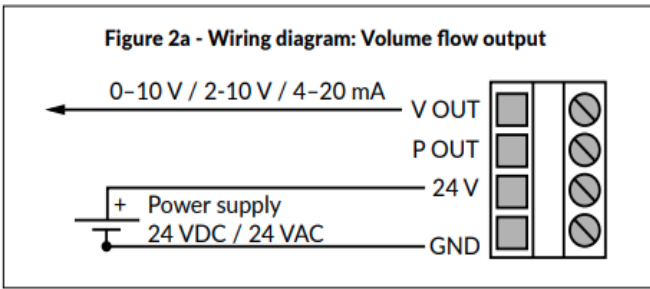 Figure 2a - Wiring diagram: Volume flow output
0–10 V / 2-10 V / 4–20 mA
V OUT
P OUT
24 V
+ Power supply
24 VDC / 24 VAC
GND